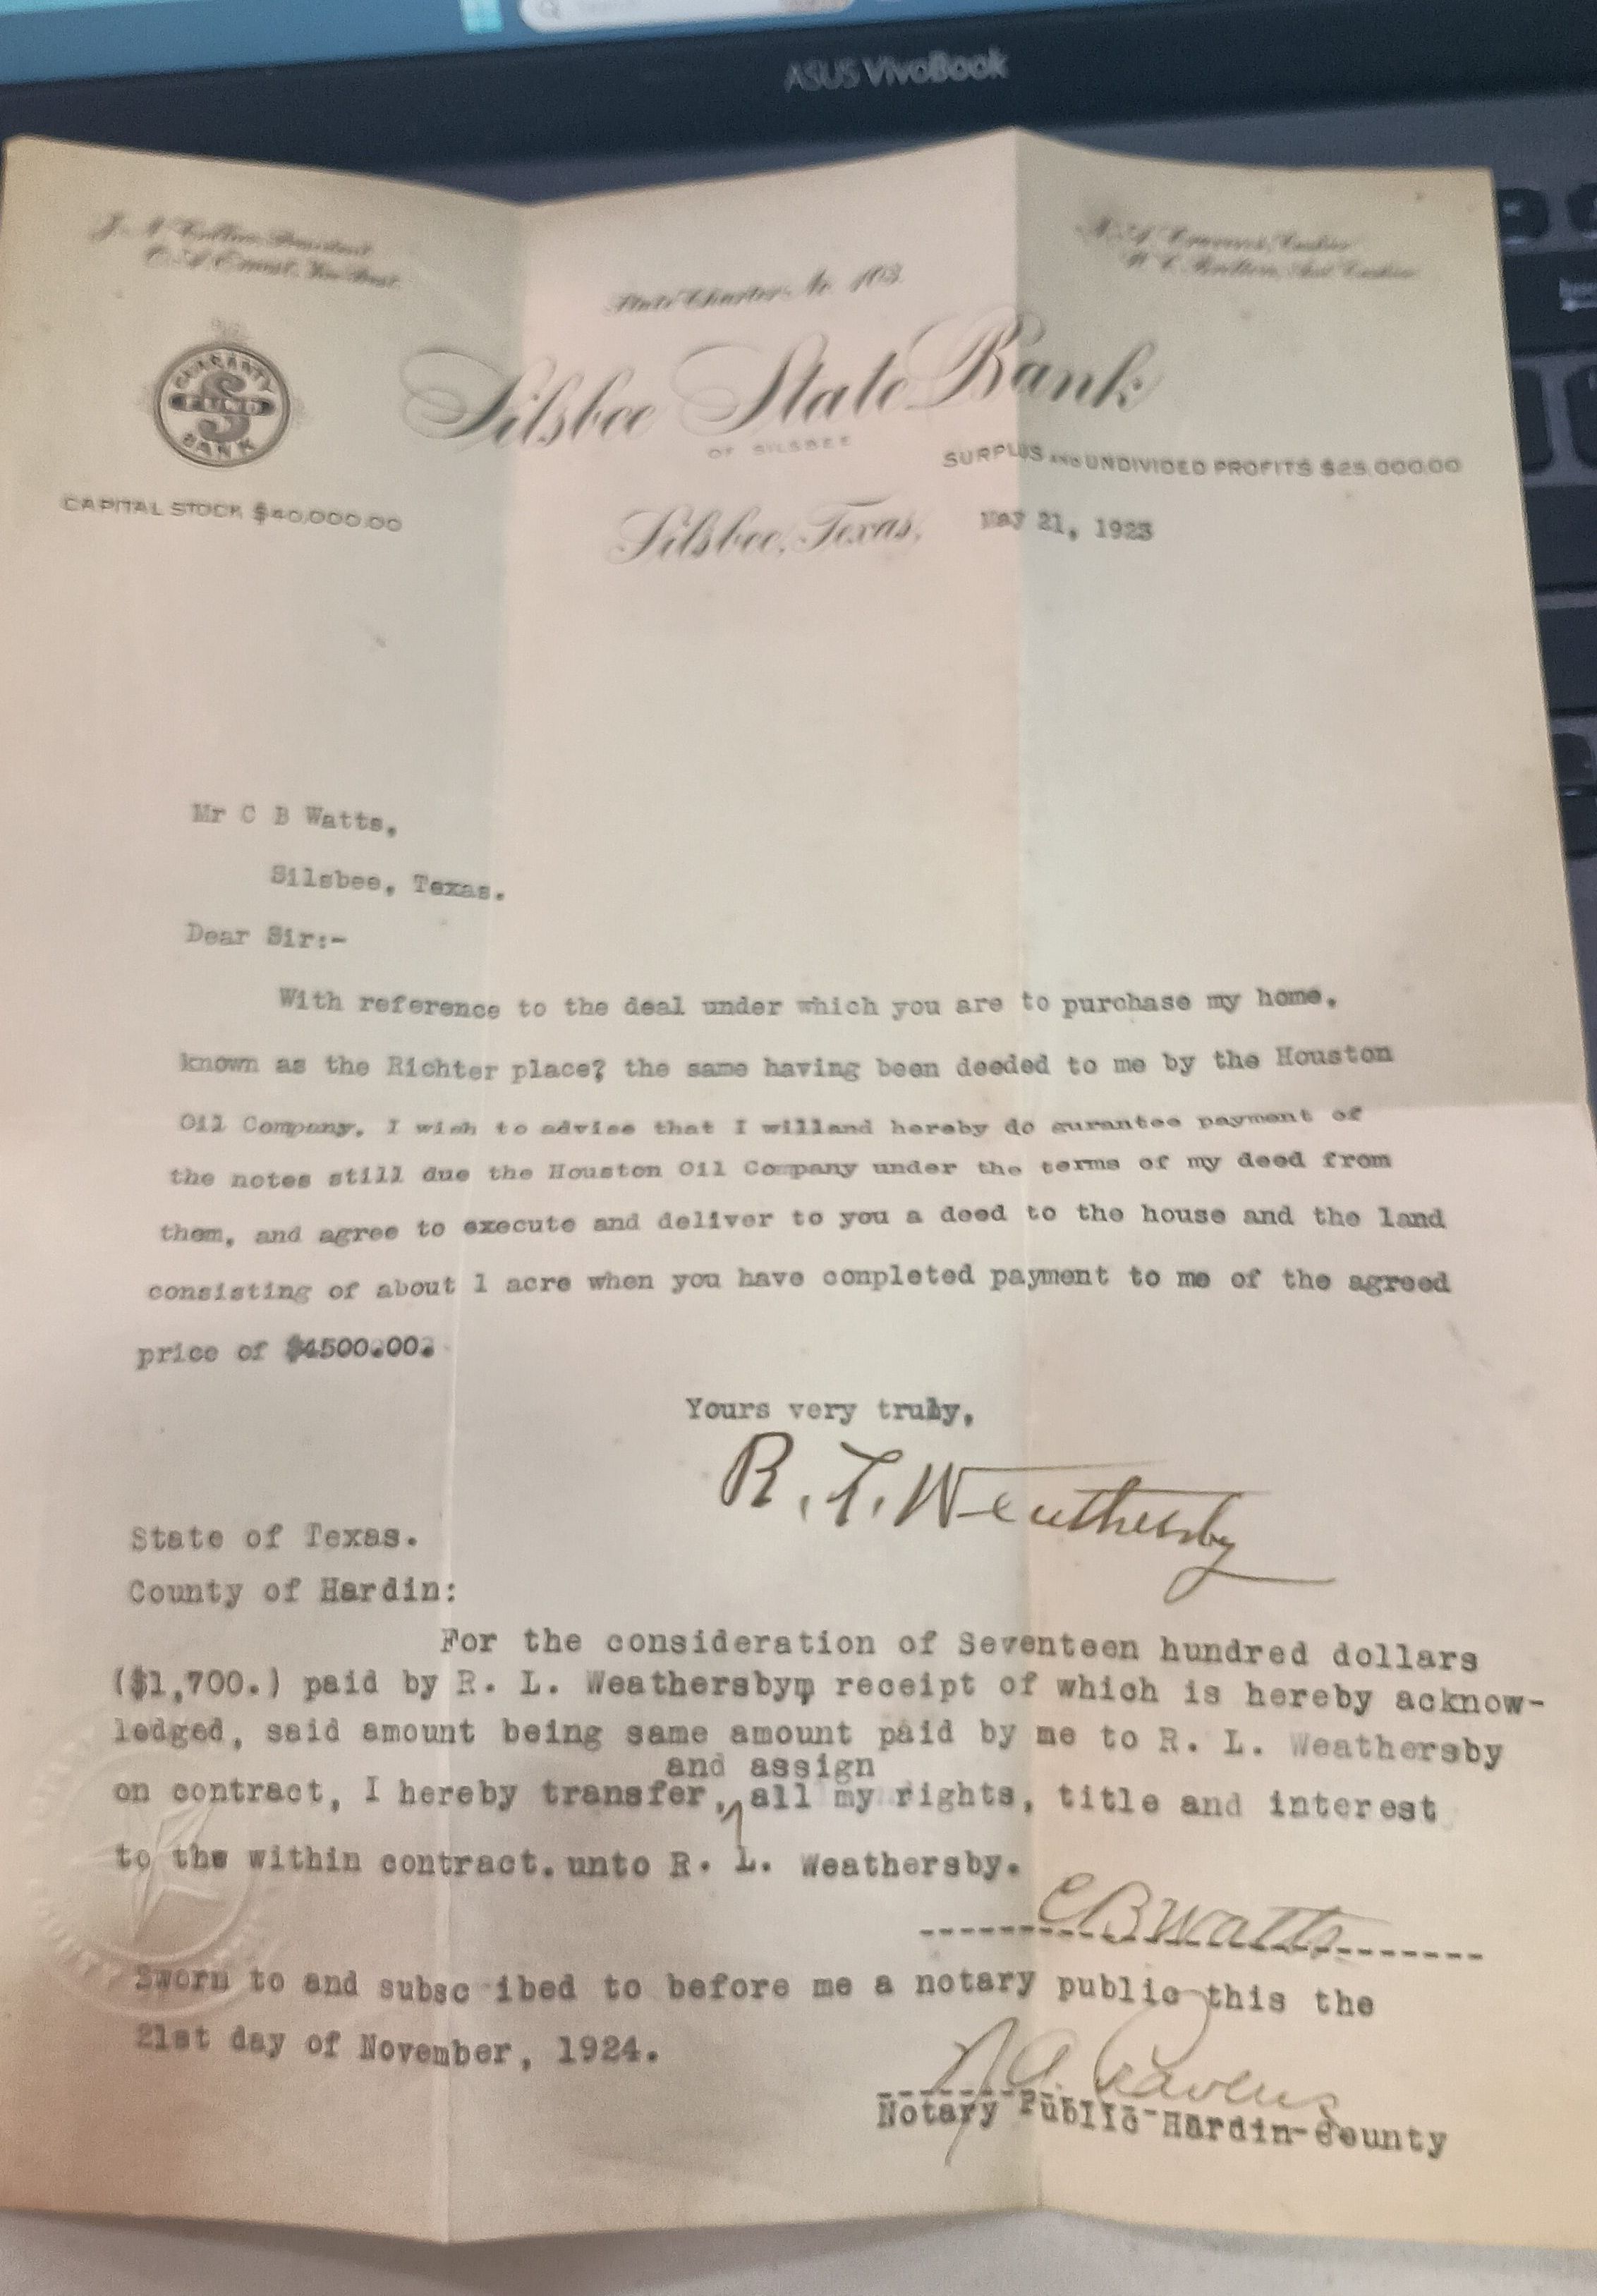 ASUS VivoBook
State Charter No. 103.
GUARANTY
FUND
BANK
Silsbee State Bank
OF SILSBEE
SURPLUS AND UNDIVIDED PROFITS $25,000.00
CAPITAL STOCK $40,000.00
Silsbee, Texas, May 21, 1923
Mr C B Watts,
Silsbee, Texas.
Dear Sir:-
With reference to the deal under which you are to purchase my home,
known as the Richter place? the same having been deeded to me by the Houston
Oil Company, I wish to advise that I willand hereby do gurantee payment of
the notes still due the Houston Oil Company under the terms of my deed from
them, and agree to execute and deliver to you a deed to the house and the land
consisting of about 1 acre when you have conpleted payment to me of the agreed
price of $4500.00.
Yours very truly,
R. L. Weathersby
State of Texas.
County of Hardin:
For the consideration of Seventeen hundred dollars
($1,700.) paid by R. L. Weathersby, receipt of which is hereby acknow-
ledged, said amount being same amount paid by me to R. L. Weathersby
and assign
on contract, I hereby transfer, all my rights, title and interest
to the within contract. unto R. L. Weathersby.
C B Watts
Sworn to and subsc ibed to before me a notary public this the
21st day of November, 1924.
N. A. Cravens
Notary Public Hardin County